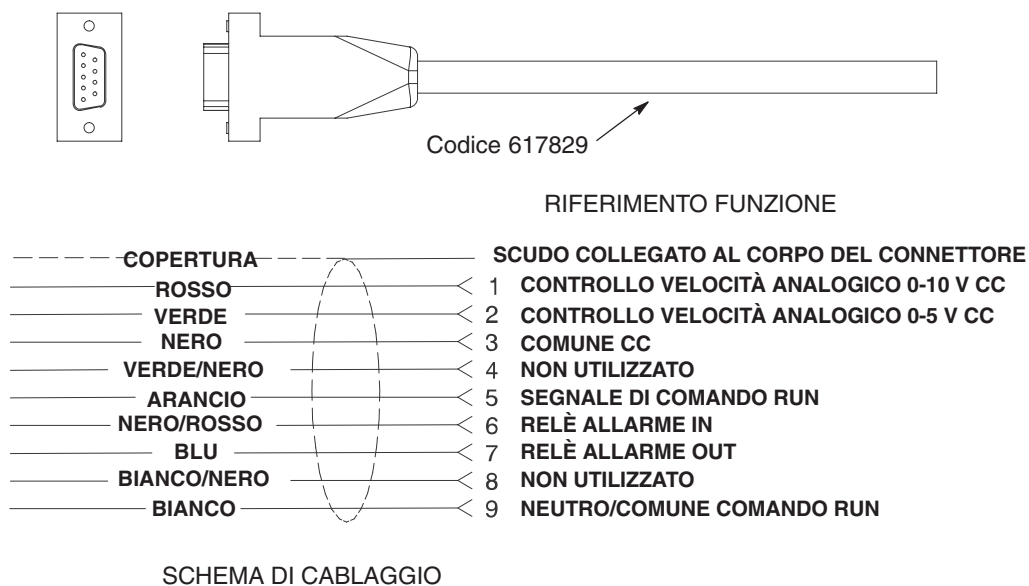 Codice 617829
RIFERIMENTO FUNZIONE
COPERTURA SCUDO COLLEGATO AL CORPO DEL CONNETTORE
ROSSO 1 CONTROLLO VELOCITÀ ANALOGICO 0-10 V CC
VERDE 2 CONTROLLO VELOCITÀ ANALOGICO 0-5 V CC
NERO 3 COMUNE CC
VERDE/NERO 4 NON UTILIZZATO
ARANCIO 5 SEGNALE DI COMANDO RUN
NERO/ROSSO 6 RELÈ ALLARME IN
BLU 7 RELÈ ALLARME OUT
BIANCO/NERO 8 NON UTILIZZATO
BIANCO 9 NEUTRO/COMUNE COMANDO RUN
SCHEMA DI CABLAGGIO